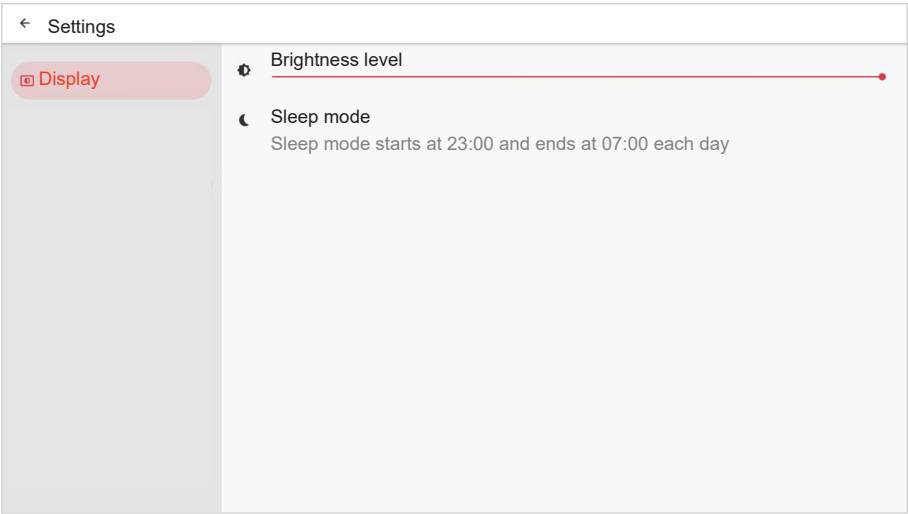 Settings
Display
Brightness level
Sleep mode
Sleep mode starts at 23:00 and ends at 07:00 each day